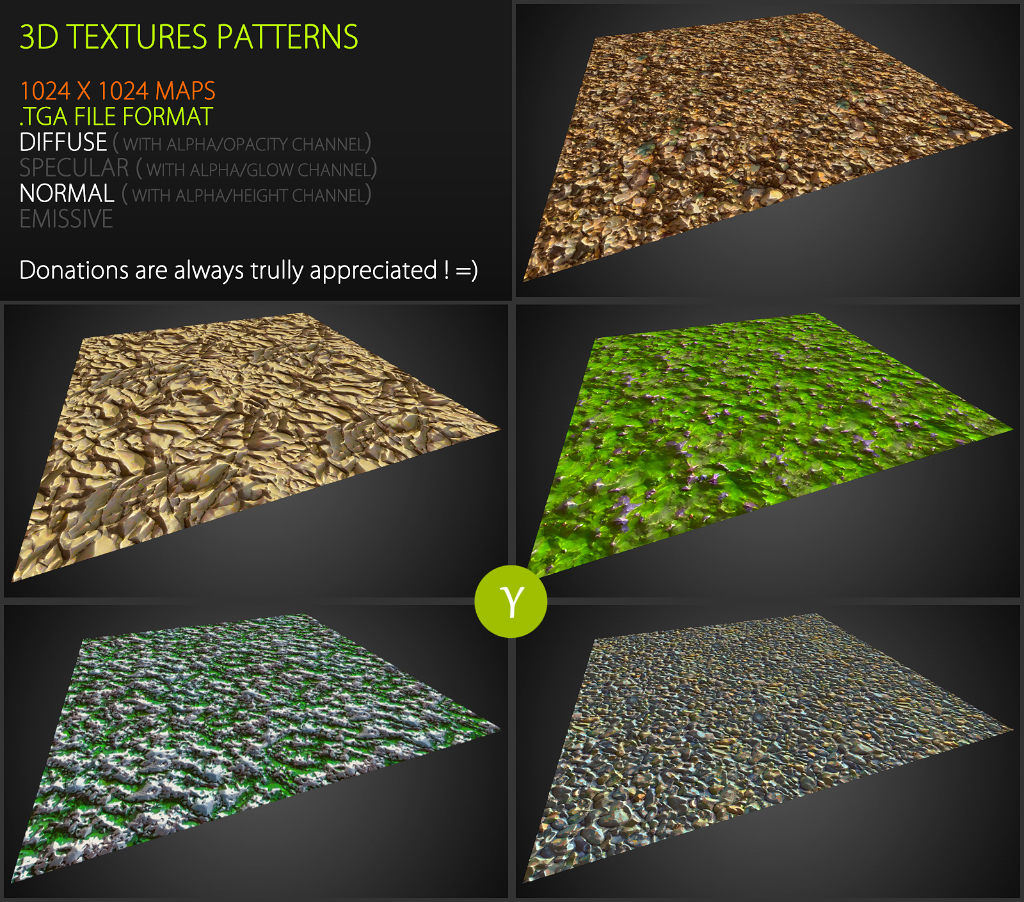 3D TEXTURES PATTERNS
1024 X 1024 MAPS
.TGA FILE FORMAT
DIFFUSE ( WITH ALPHA/OPACITY CHANNEL)
SPECULAR ( WITH ALPHA/GLOW CHANNEL)
NORMAL ( WITH ALPHA/HEIGHT CHANNEL)
EMISSIVE
Donations are always trully appreciated ! =)
Y